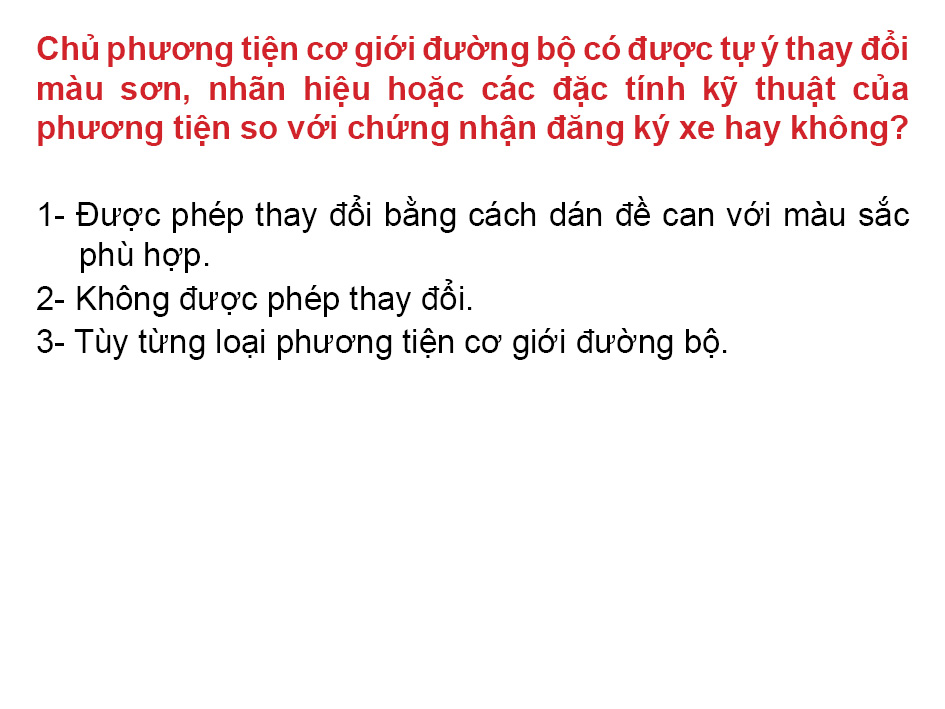 Chủ phương tiện cơ giới đường bộ có được tự ý thay đổi
màu sơn, nhãn hiệu hoặc các đặc tính kỹ thuật của
phương tiện so với chứng nhận đăng ký xe hay không?
1- Được phép thay đổi bằng cách dán đề can với màu sắc
phù hợp.
2- Không được phép thay đổi.
3- Tùy từng loại phương tiện cơ giới đường bộ.